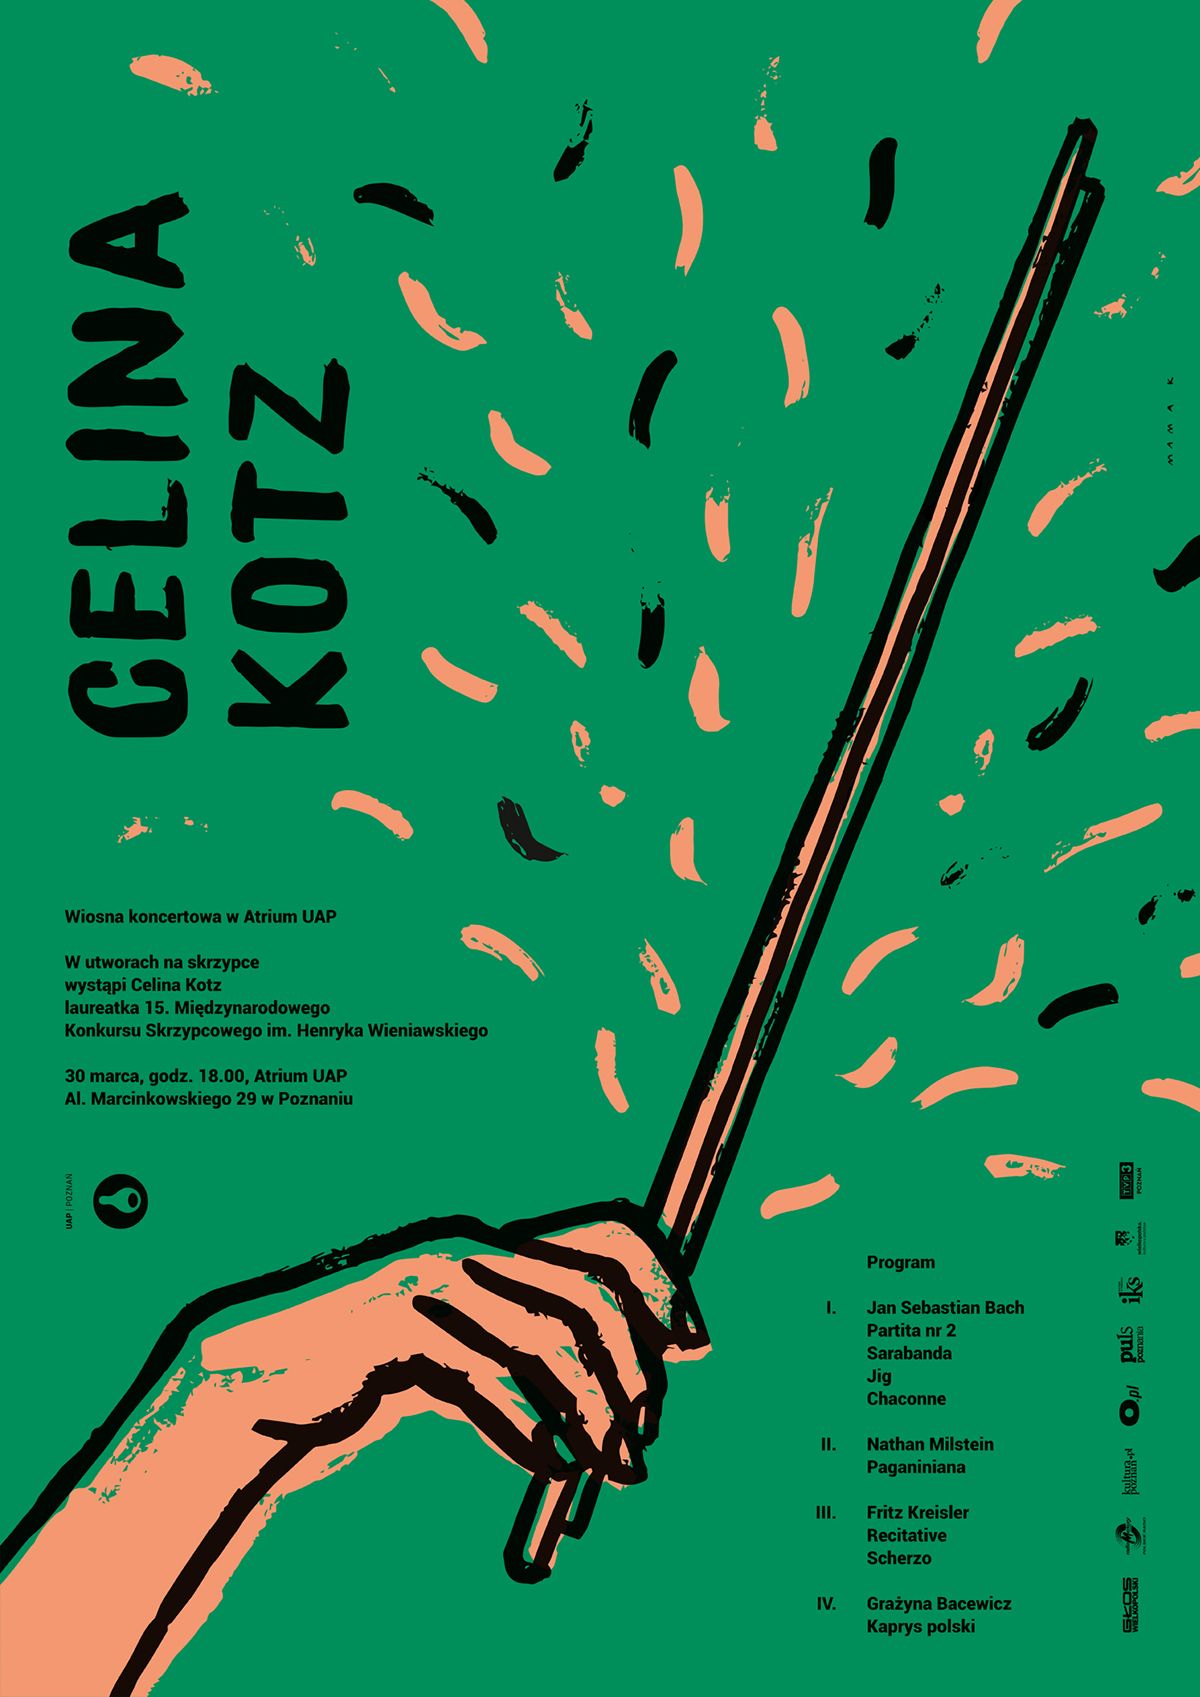 CELINA
KOTZ
Wiosna koncertowa w Atrium UAP
W utworach na skrzypce
wystąpi Celina Kotz
laureatka 15. Międzynarodowego
Konkursu Skrzypcowego im. Henryka Wieniawskiego
30 marca, godz. 18.00, Atrium UAP
Al. Marcinkowskiego 29 w Poznaniu
UAP | POZNAŃ
Program
I. Jan Sebastian Bach
Partita nr 2
Sarabanda
Jig
Chaconne
II. Nathan Milstein
Paganiniana
III. Fritz Kreisler
Recitative
Scherzo
IV. Grażyna Bacewicz
Kaprys polski
TVP3
POZNAŃ
iks
puls
poznania
O.pl
kultura
poznan.pl
GŁOS
WIELKOPOLSKI